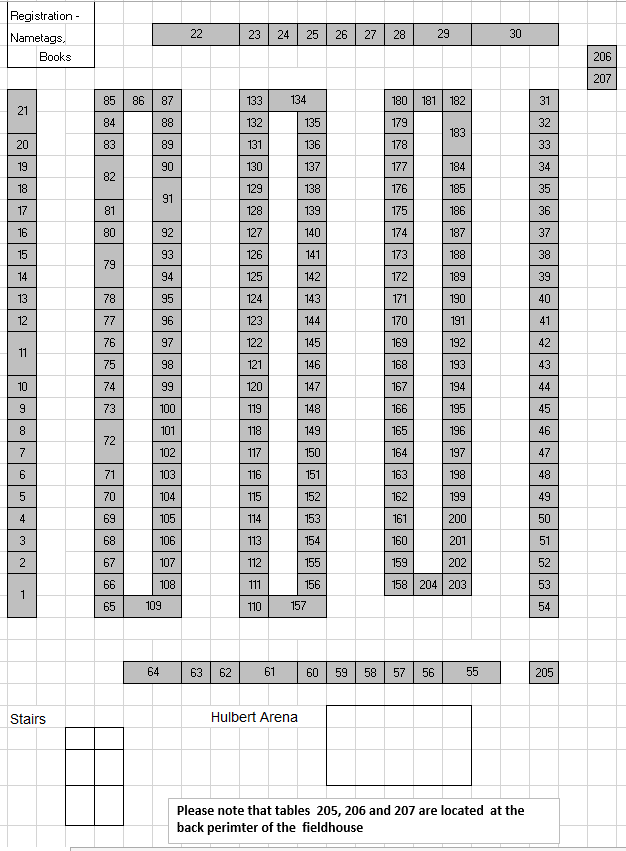 Registration -
Nametags,
Books
22 23 24 25 26 27 28 29 30
206
207
21 85 86 87 133 134 180 181 182 31
84 88 132 135 179 183 32
20 83 89 131 136 178 33
19 82 90 130 137 177 184 34
18 91 129 138 176 185 35
17 81 128 139 175 186 36
16 80 92 127 140 174 187 37
15 79 93 126 141 173 188 38
14 94 125 142 172 189 39
13 78 95 124 143 171 190 40
12 77 96 123 144 170 191 41
11 76 97 122 145 169 192 42
75 98 121 146 168 193 43
10 74 99 120 147 167 194 44
9 73 100 119 148 166 195 45
8 72 101 118 149 165 196 46
7 102 117 150 164 197 47
6 71 103 116 151 163 198 48
5 70 104 115 152 162 199 49
4 69 105 114 153 161 200 50
3 68 106 113 154 160 201 51
2 67 107 112 155 159 202 52
1 66 108 111 156 158 204 203 53
65 109 110 157 54
64 63 62 61 60 59 58 57 56 55 205
Stairs
Hulbert Arena
Please note that tables 205, 206 and 207 are located at the
back perimter of the fieldhouse